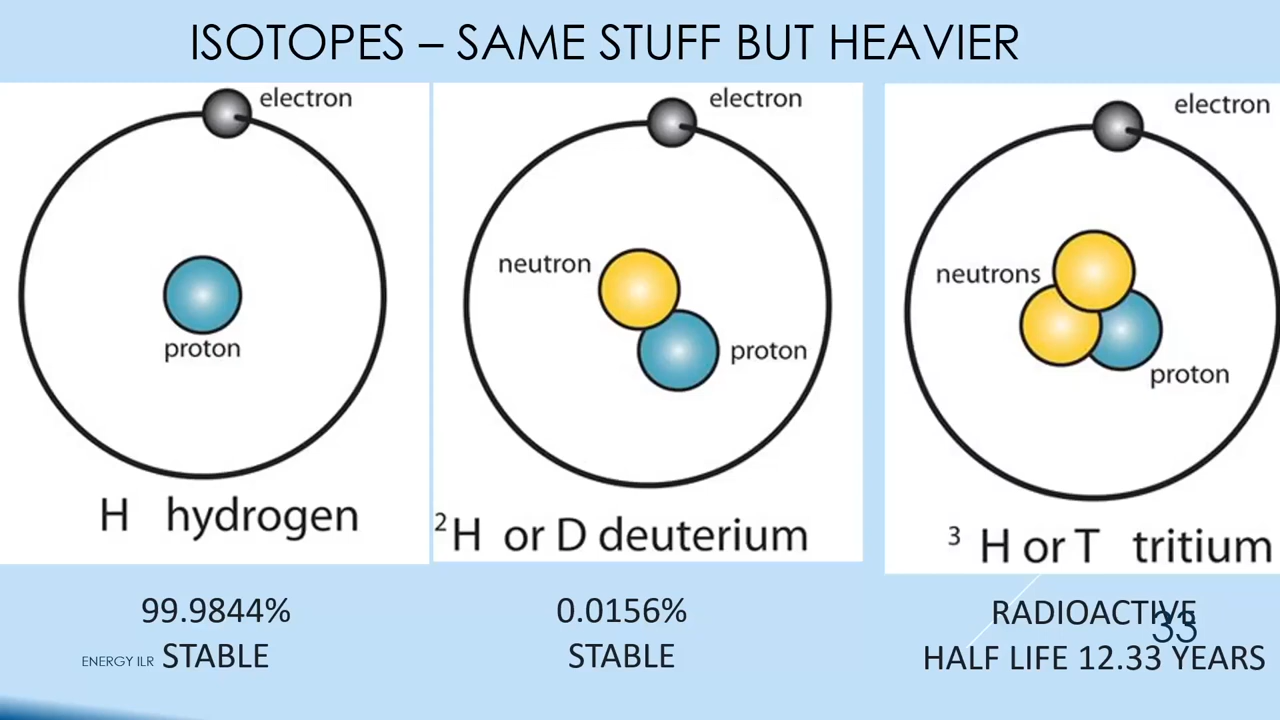 ISOTOPES – SAME STUFF BUT HEAVIER
electron
proton
H hydrogen
99.9844%
STABLE
electron
neutron
proton
²H or D deuterium
0.0156%
STABLE
electron
neutrons
proton
³ H or T tritium
RADIOACTIVE
HALF LIFE 12.33 YEARS
33
ENERGY ILR